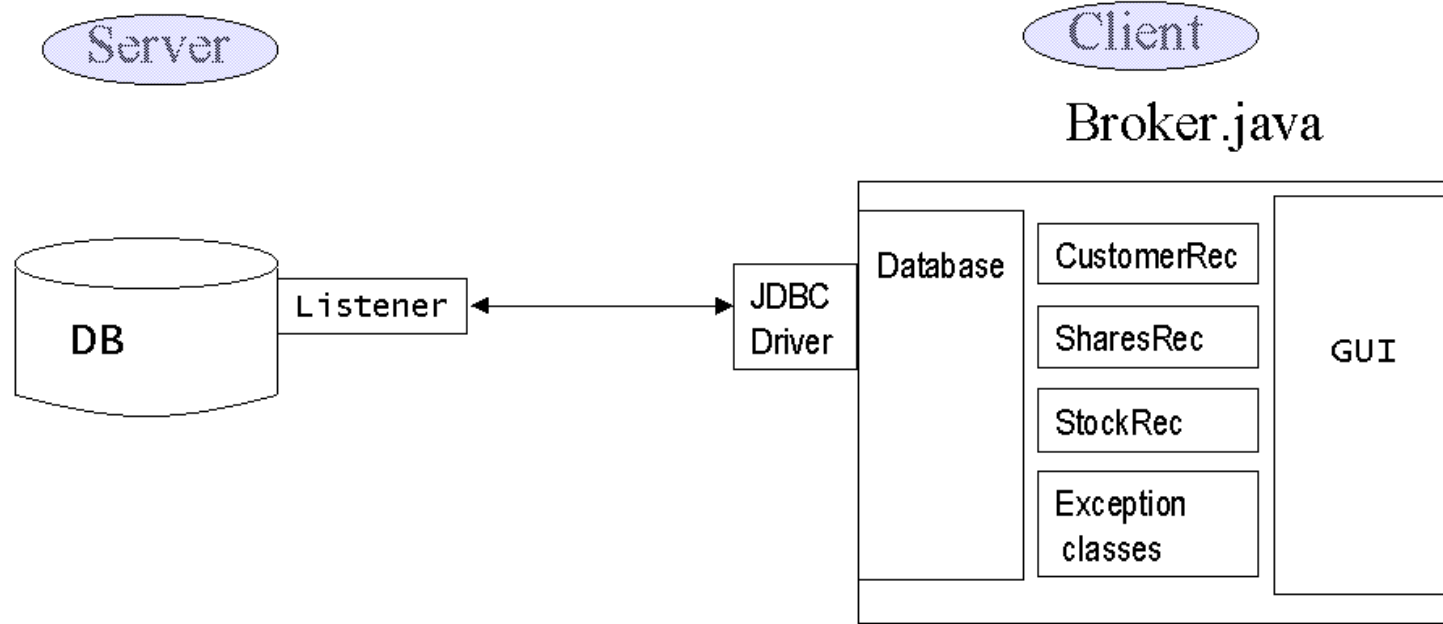 Server
Client
Broker.java
DB
Listener
JDBC
Driver
Database
CustomerRec
SharesRec
StockRec
Exception
classes
GUI